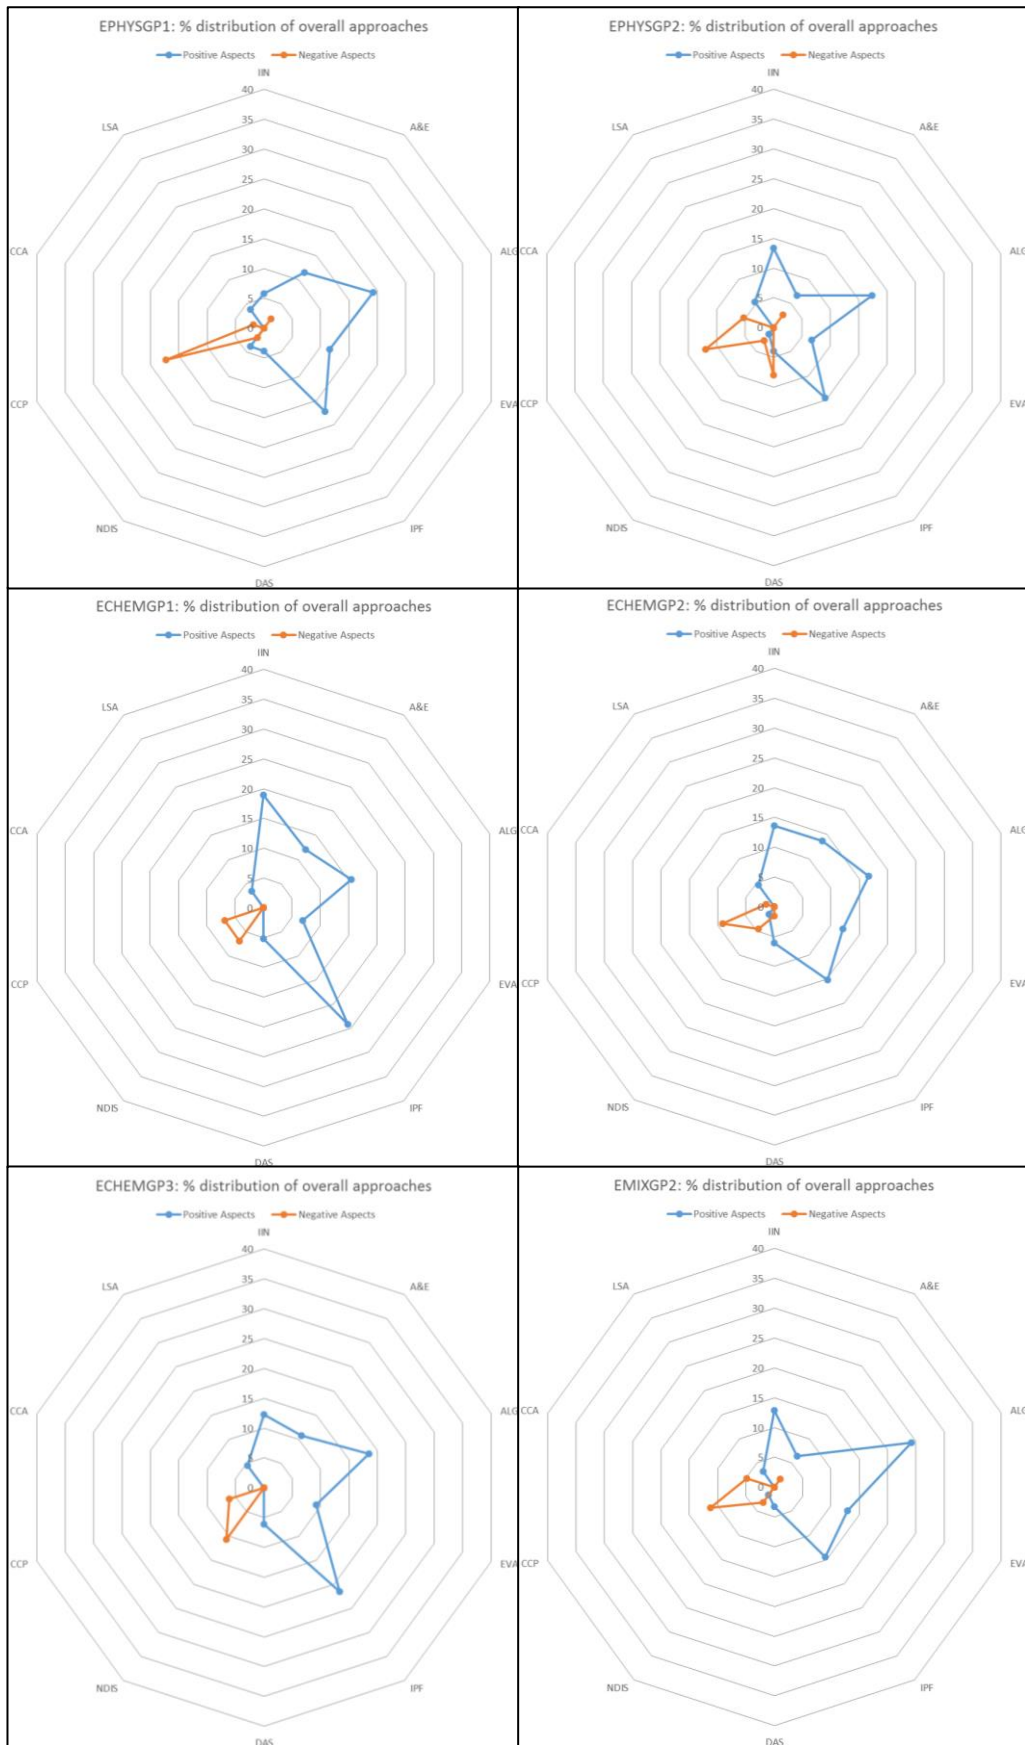 EPHYSGP1: % distribution of overall approaches
Positive Aspects Negative Aspects
IIN
40
LSA A&E
35
30
25
20
CCA ALG
15
10
5
0
CCP EVA
NDIS IPF
DAS
EPHYSGP2: % distribution of overall approaches
Positive Aspects Negative Aspects
IIN
40
LSA A&E
35
30
25
20
CCA ALG
15
10
5
0
CCP EVA
NDIS IPF
DAS
ECHEMGP1: % distribution of overall approaches
Positive Aspects Negative Aspects
IIN
40
LSA A&E
35
30
25
20
CCA ALG
15
10
5
0
CCP EVA
NDIS IPF
DAS
ECHEMGP2: % distribution of overall approaches
Positive Aspects Negative Aspects
IIN
40
LSA A&E
35
30
25
20
CCA ALG
15
10
5
0
CCP EVA
NDIS IPF
DAS
ECHEMGP3: % distribution of overall approaches
Positive Aspects Negative Aspects
IIN
40
LSA A&E
35
30
25
20
CCA ALG
15
10
5
0
CCP EVA
NDIS IPF
DAS
EMIXGP2: % distribution of overall approaches
Positive Aspects Negative Aspects
IIN
40
LSA A&E
35
30
25
20
CCA ALG
15
10
5
0
CCP EVA
NDIS IPF
DAS